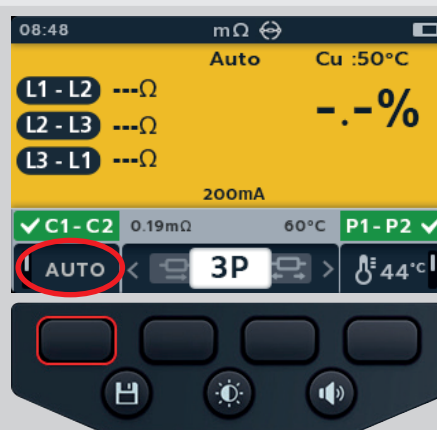 08:48 mΩ
Auto Cu :50°C
L1 - L2 ---Ω
-.-%
L2 - L3 ---Ω
L3 - L1 ---Ω
200mA
✓ C1 - C2 0.19mΩ 60°C P1 - P2 ✓
AUTO < 3P > 44°C